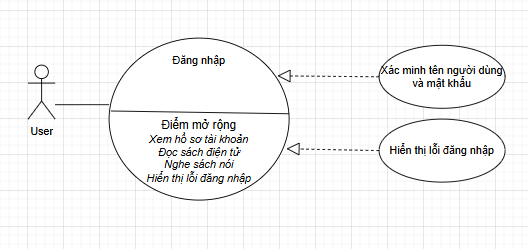 Đăng nhập
Điểm mở rộng
Xem hồ sơ tài khoản
Đọc sách điện tử
Nghe sách nói
Hiển thị lỗi đăng nhập
User
Xác minh tên người dùng
và mật khẩu
Hiển thị lỗi đăng nhập